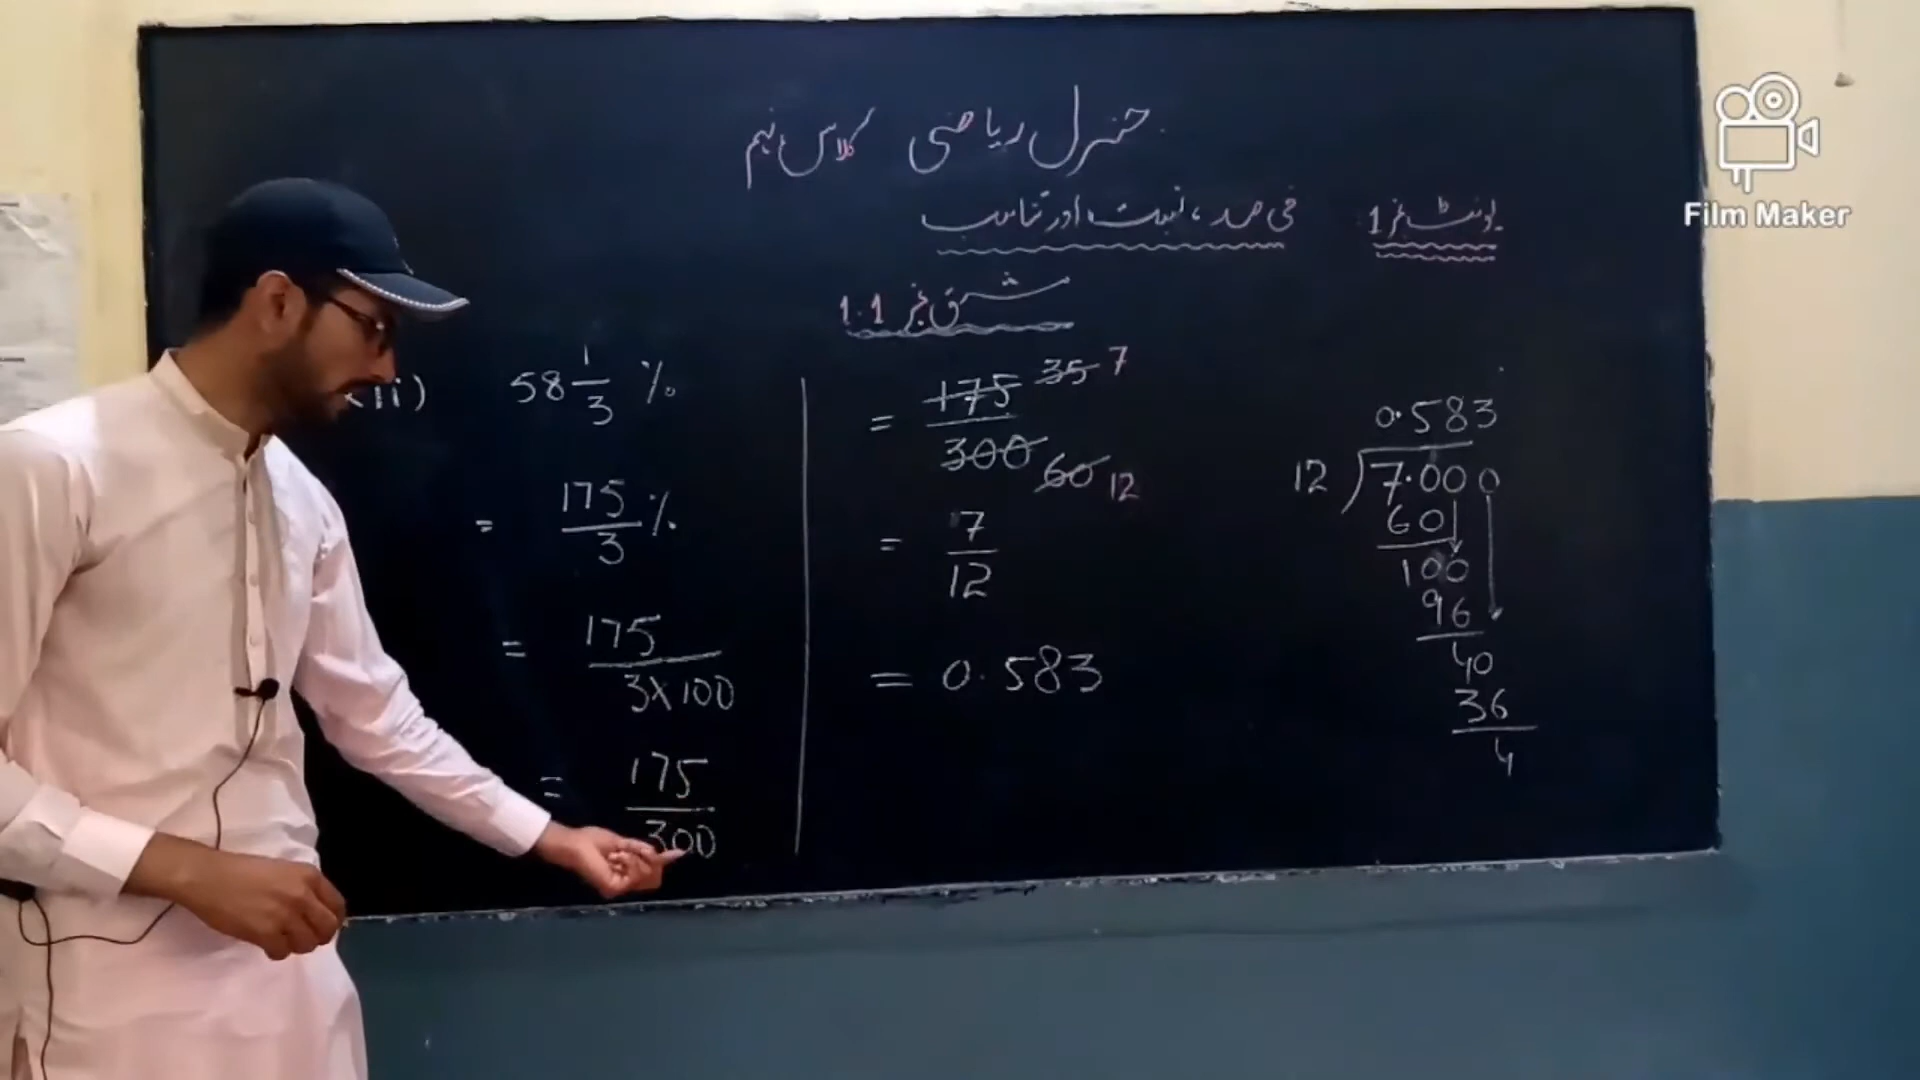 جنرل ریاضی کلاس نہم
یونٹ نمبر 1 فی صد، نسبت اور تناسب
مشق نمبر 1.1
ii) 58 1/3 %
= 175/3 %
= 175/3x100
= 175/300
= 175/300 35 7 60 12
= 7/12
= 0.583
0.583
12 ) 7.000
60
100
96
40
36
4
Film Maker